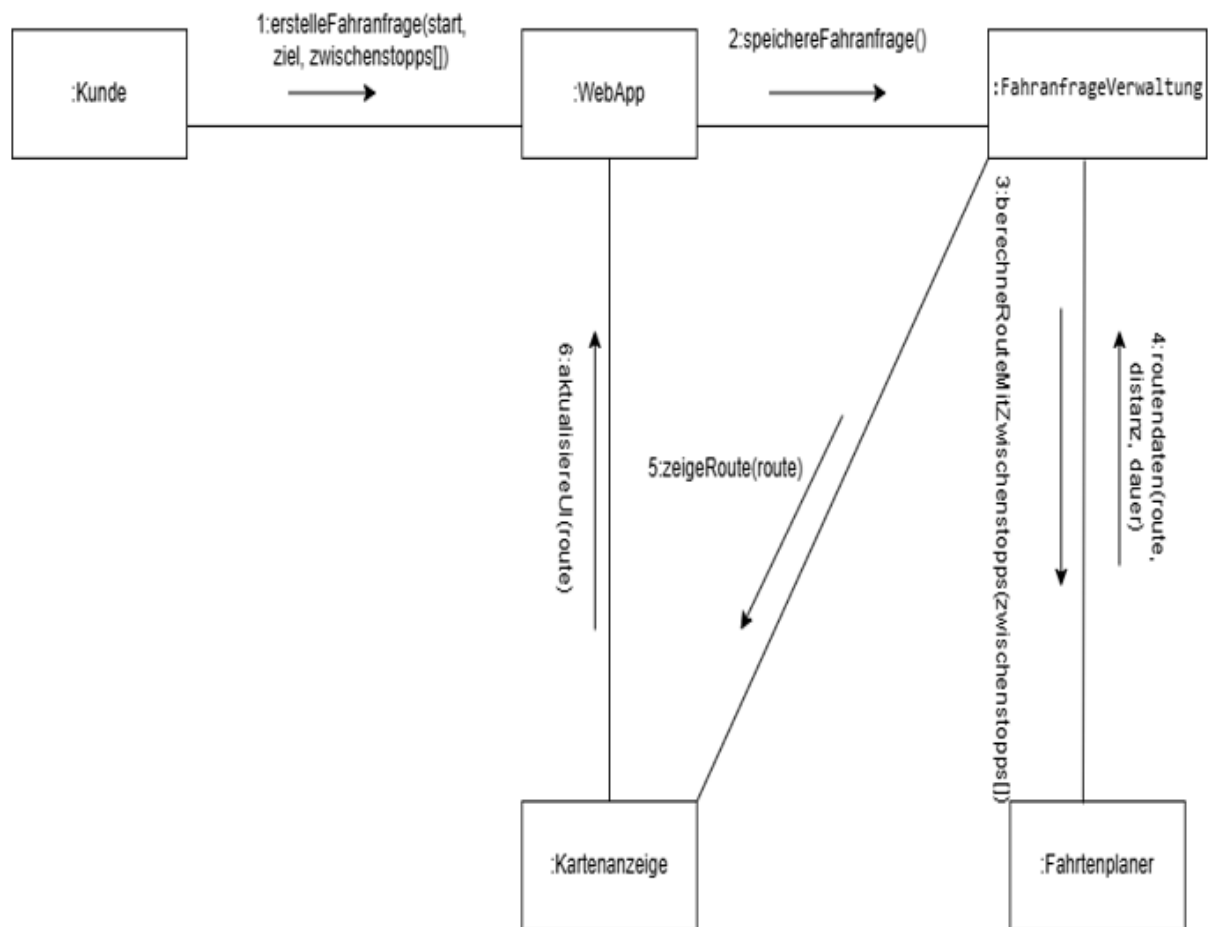 1:erstelleFahranfrage(start,
ziel, zwischenstopps[])
2:speichereFahranfrage()
:Kunde
:WebApp
:FahranfrageVerwaltung
3:berechneRouteMitZwischenstopps(zwischenstopps[])
4:routendaten(route,
distanz, dauer)
5:zeigeRoute(route)
6:aktualisiereUI(route)
:Kartenanzeige
:Fahrtenplaner